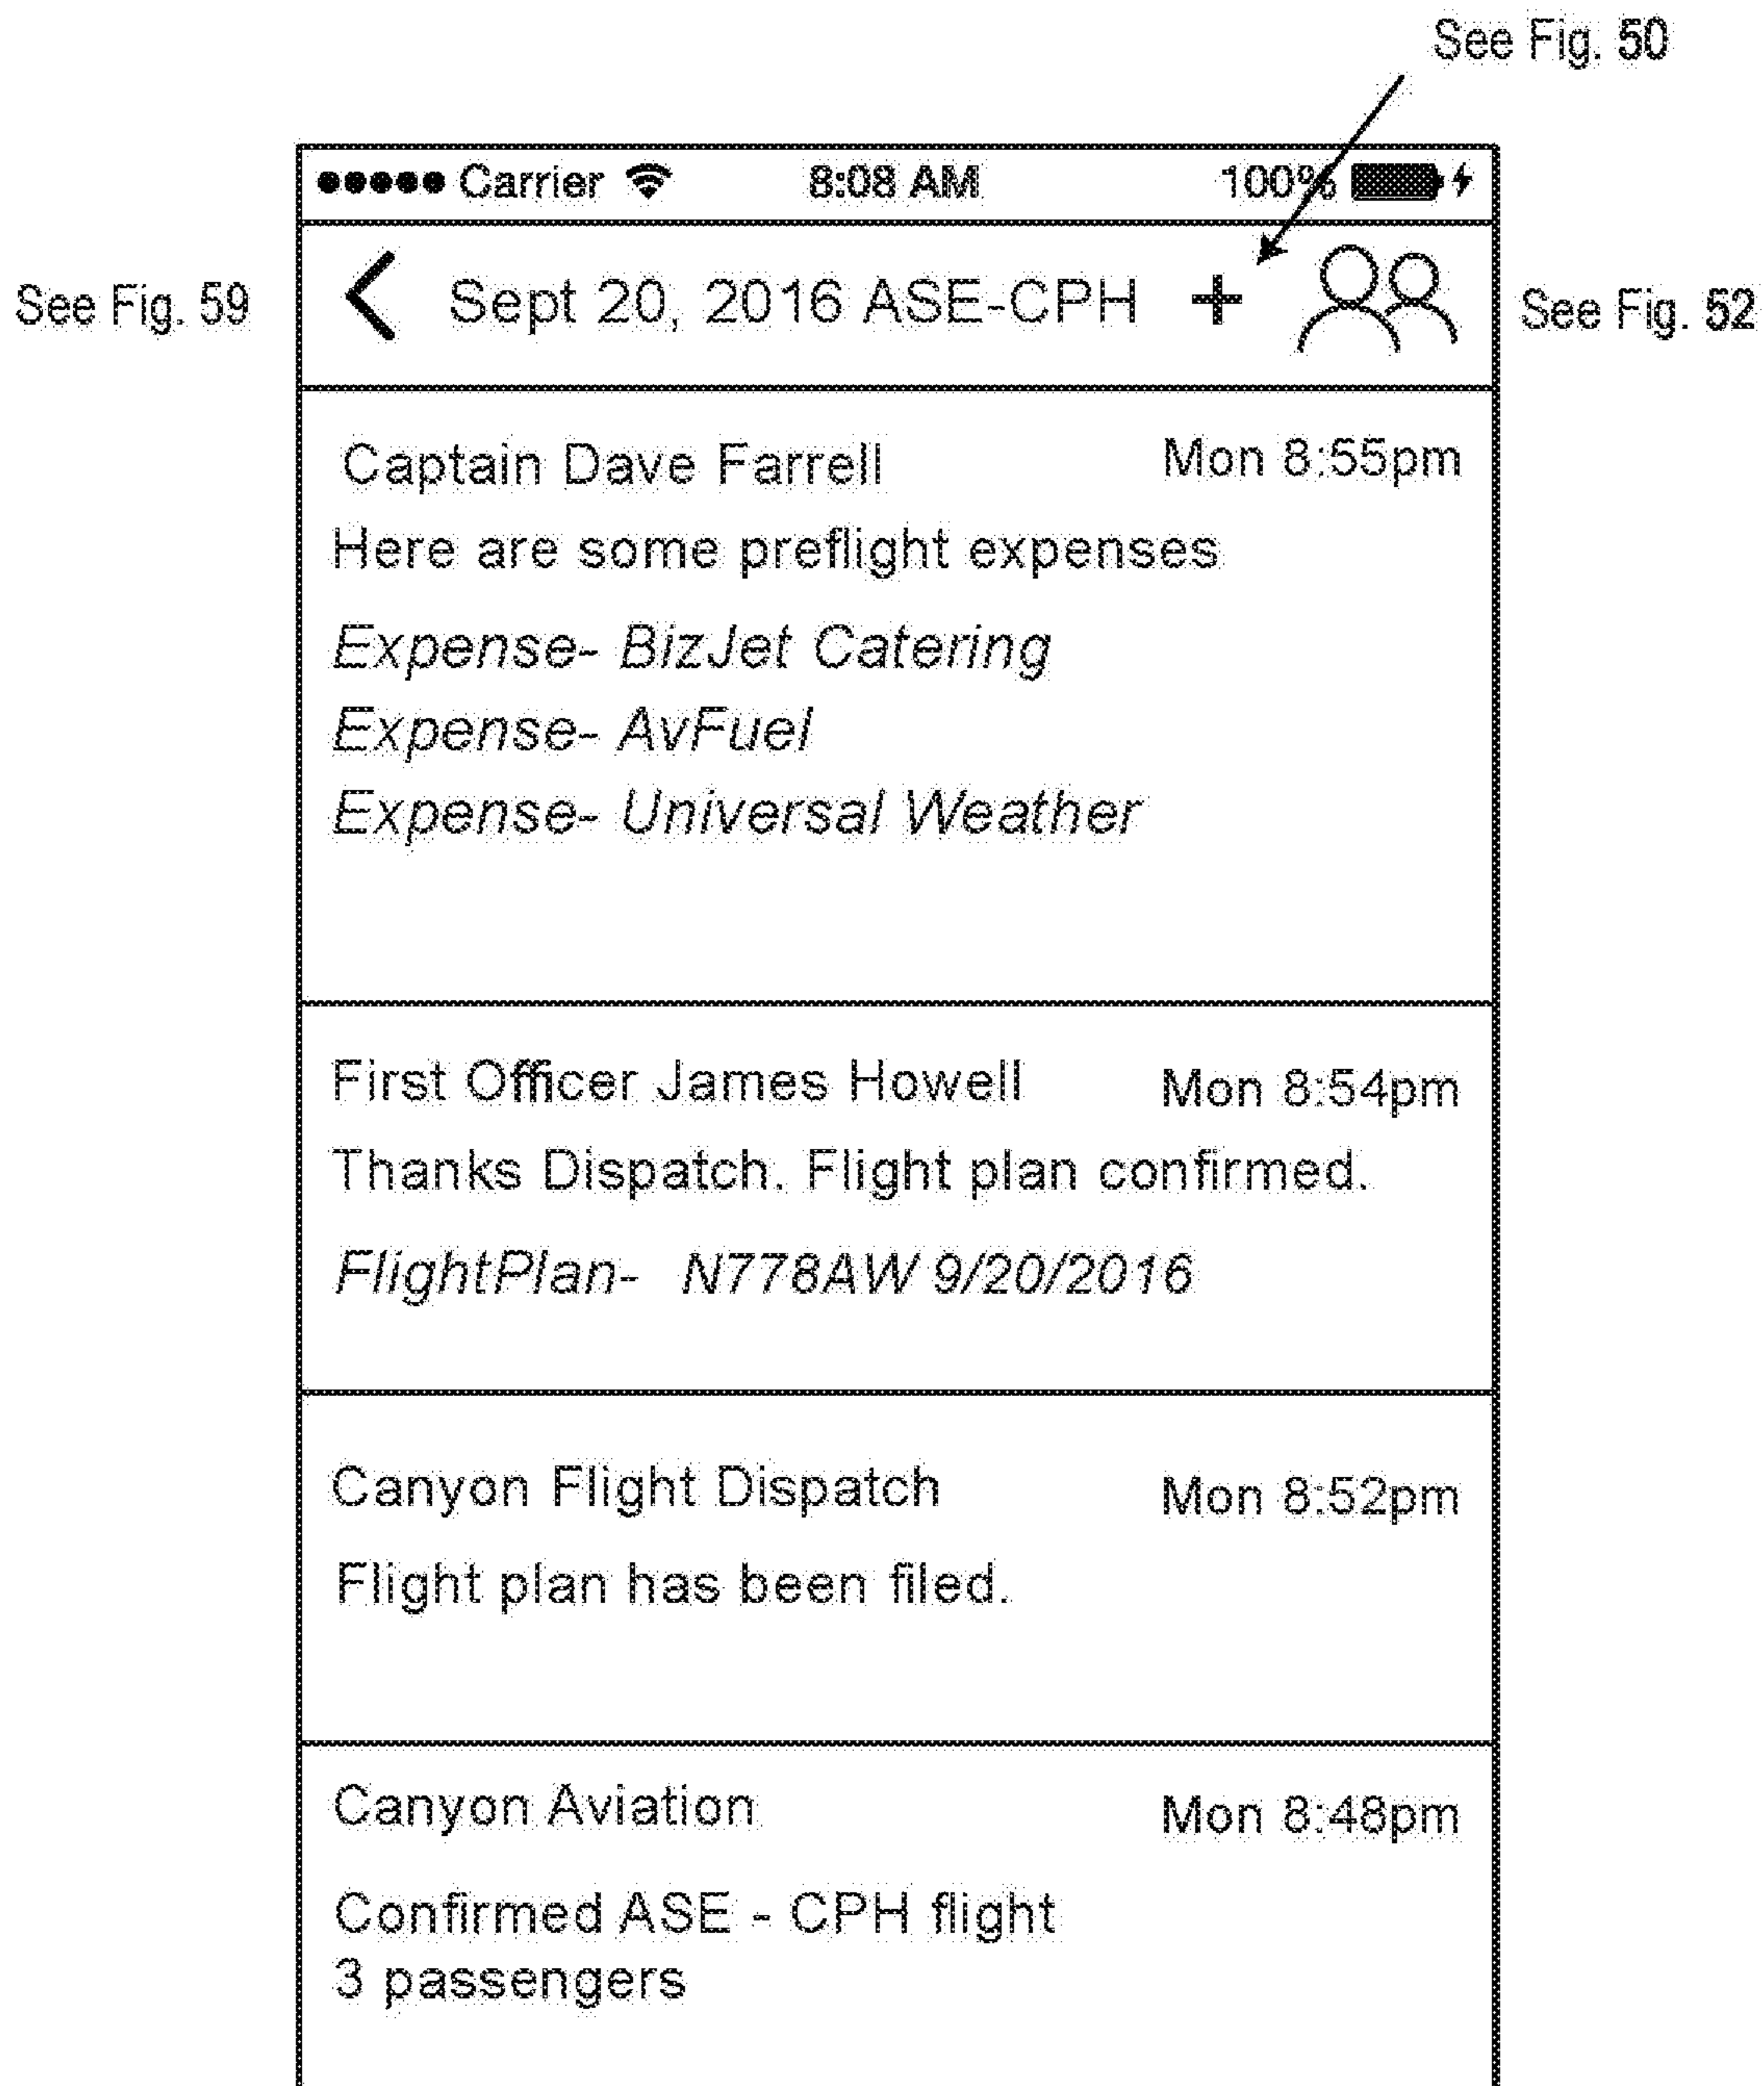 See Fig. 50
Carrier 8:08 AM 100%
See Fig. 59
Sept 20, 2016 ASE-CPH +
See Fig. 52
Captain Dave Farrell Mon 8:55pm
Here are some preflight expenses
Expense- BizJet Catering
Expense- AvFuel
Expense- Universal Weather
First Officer James Howell Mon 8:54pm
Thanks Dispatch. Flight plan confirmed.
FlightPlan- N778AW 9/20/2016
Canyon Flight Dispatch Mon 8:52pm
Flight plan has been filed.
Canyon Aviation Mon 8:48pm
Confirmed ASE - CPH flight
3 passengers